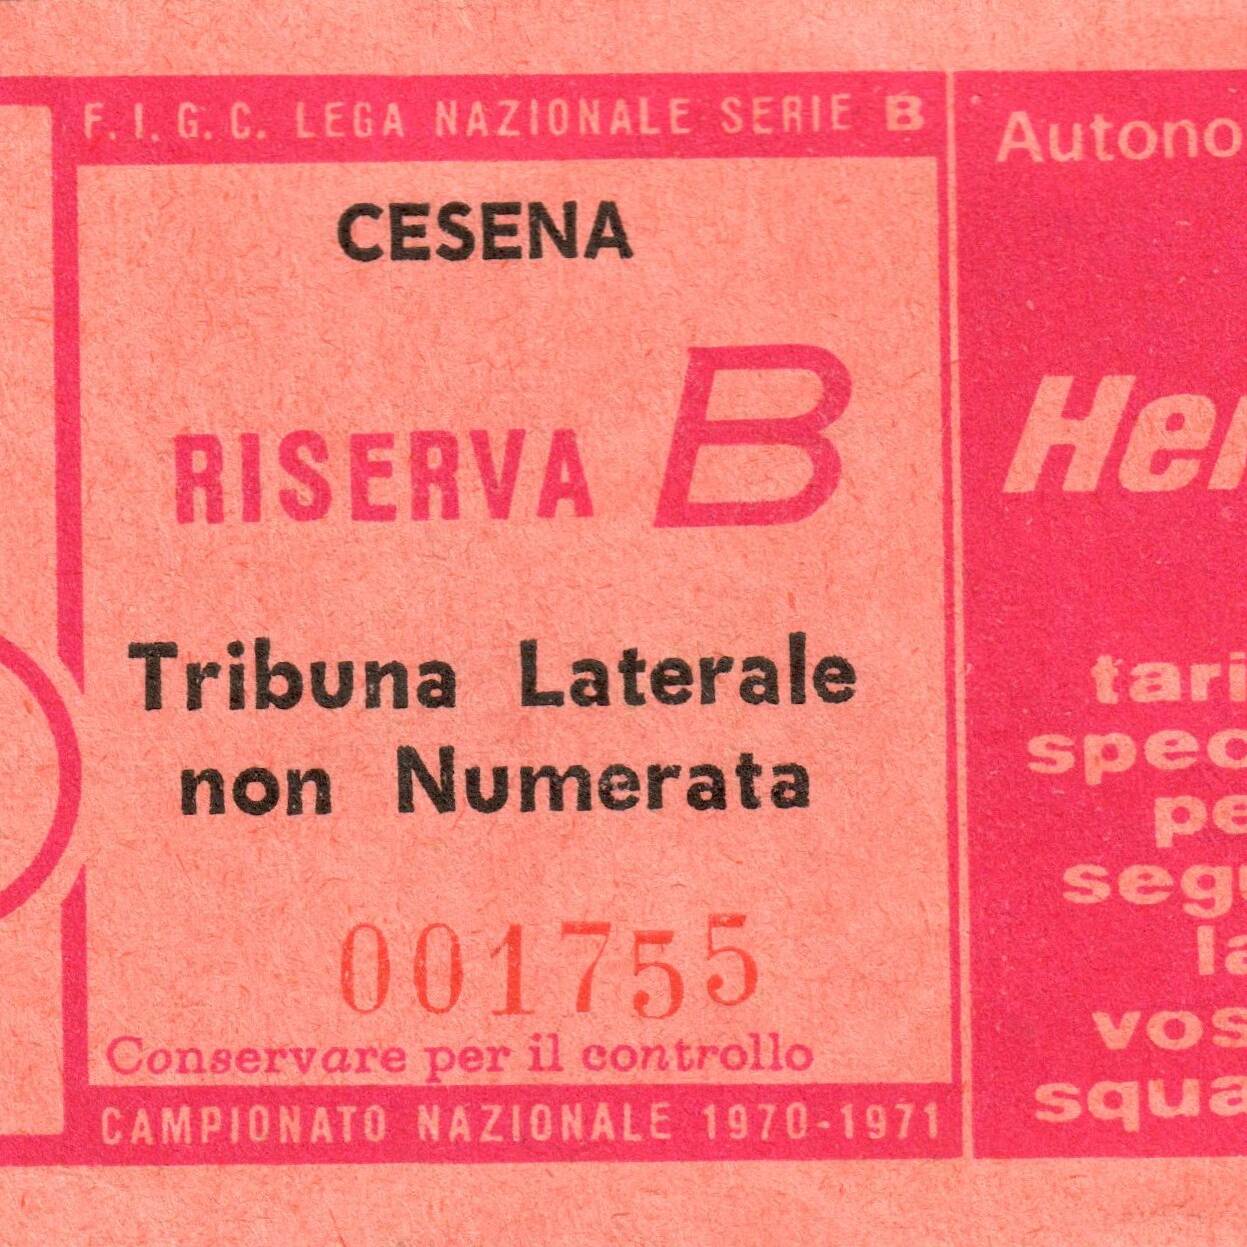 F. I. G. C. LEGA NAZIONALE SERIE B
CESENA
RISERVA B
Tribuna Laterale
non Numerata
001755
Conservare per il controllo
CAMPIONATO NAZIONALE 1970-1971